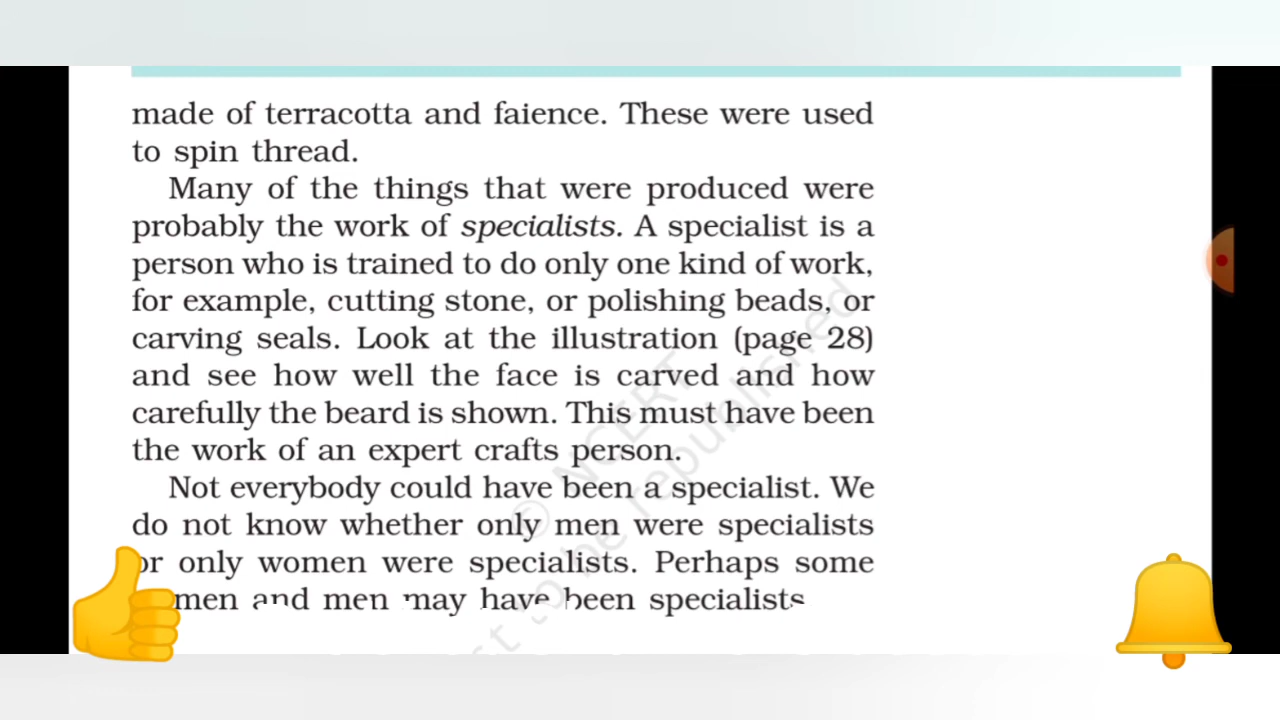 made of terracotta and faience. These were used
to spin thread.
Many of the things that were produced were
probably the work of specialists. A specialist is a
person who is trained to do only one kind of work,
for example, cutting stone, or polishing beads, or
carving seals. Look at the illustration (page 28)
and see how well the face is carved and how
carefully the beard is shown. This must have been
the work of an expert crafts person.
Not everybody could have been a specialist. We
do not know whether only men were specialists
or only women were specialists. Perhaps some
men and men may have been specialists
© NCERT
to be republished